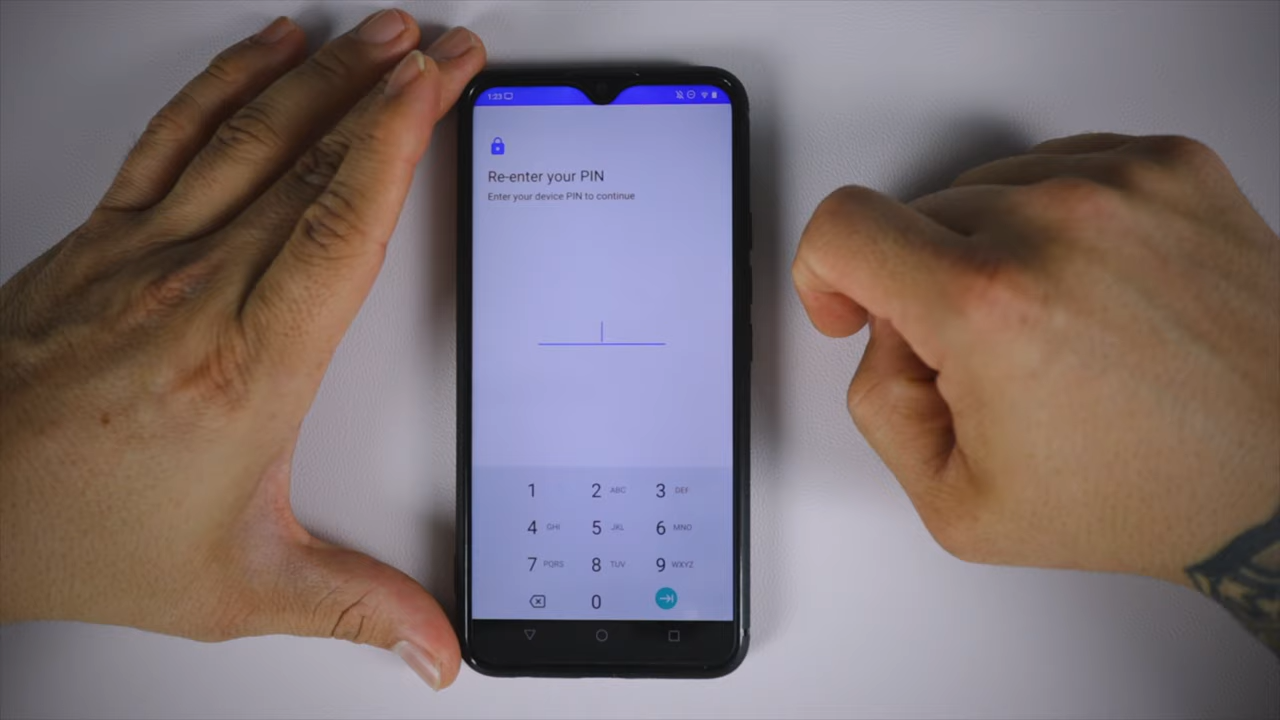 1:23
Re-enter your PIN
Enter your device PIN to continue
1 2 ABC 3 DEF
4 GHI 5 JKL 6 MNO
7 PQRS 8 TUV 9 WXYZ
0